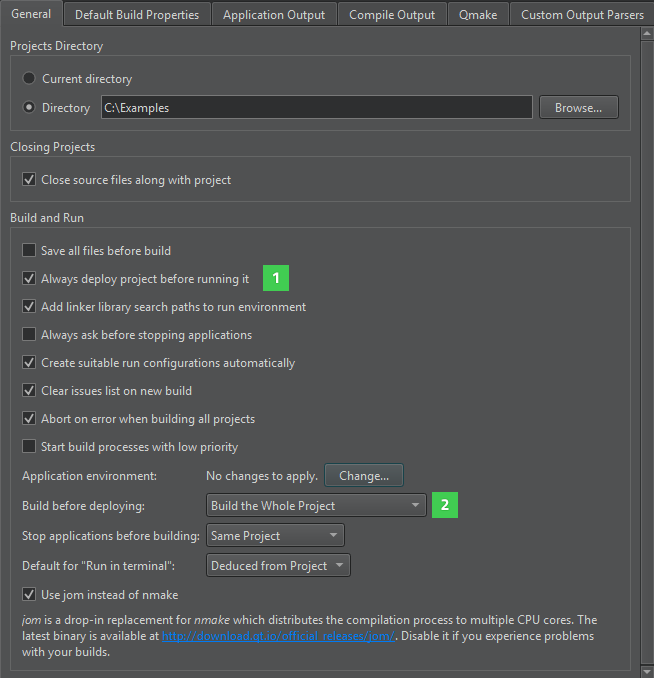 General Default Build Properties Application Output Compile Output Qmake Custom Output Parsers
Projects Directory
Current directory
Directory C:\Examples Browse...
Closing Projects
Close source files along with project
Build and Run
Save all files before build
Always deploy project before running it 1
Add linker library search paths to run environment
Always ask before stopping applications
Create suitable run configurations automatically
Clear issues list on new build
Abort on error when building all projects
Start build processes with low priority
Application environment: No changes to apply. Change...
Build before deploying: Build the Whole Project 2
Stop applications before building: Same Project
Default for "Run in terminal": Deduced from Project
Use jom instead of nmake
jom is a drop-in replacement for nmake which distributes the compilation process to multiple CPU cores. The
latest binary is available at http://download.qt.io/official_releases/jom/. Disable it if you experience problems
with your builds.